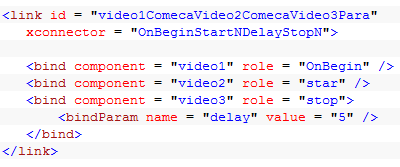 <link id = "video1ComecaVideo2ComecaVideo3Para"
xconnector = "OnBeginStartNDelayStopN">
<bind component = "video1" role = "OnBegin" />
<bind component = "video2" role = "star" />
<bind component = "video3" role = "stop">
<bindParam name = "delay" value = "5" />
</bind>
</link>